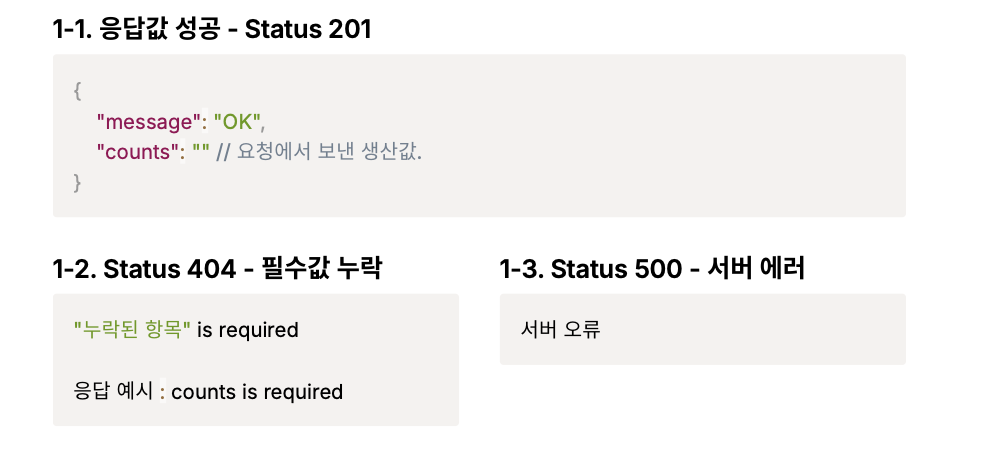 1-1. 응답값 성공 - Status 201
{
"message": "OK",
"counts": "" // 요청에서 보낸 생산값.
}
1-2. Status 404 - 필수값 누락
"누락된 항목" is required
응답 예시 : counts is required
1-3. Status 500 - 서버 에러
서버 오류